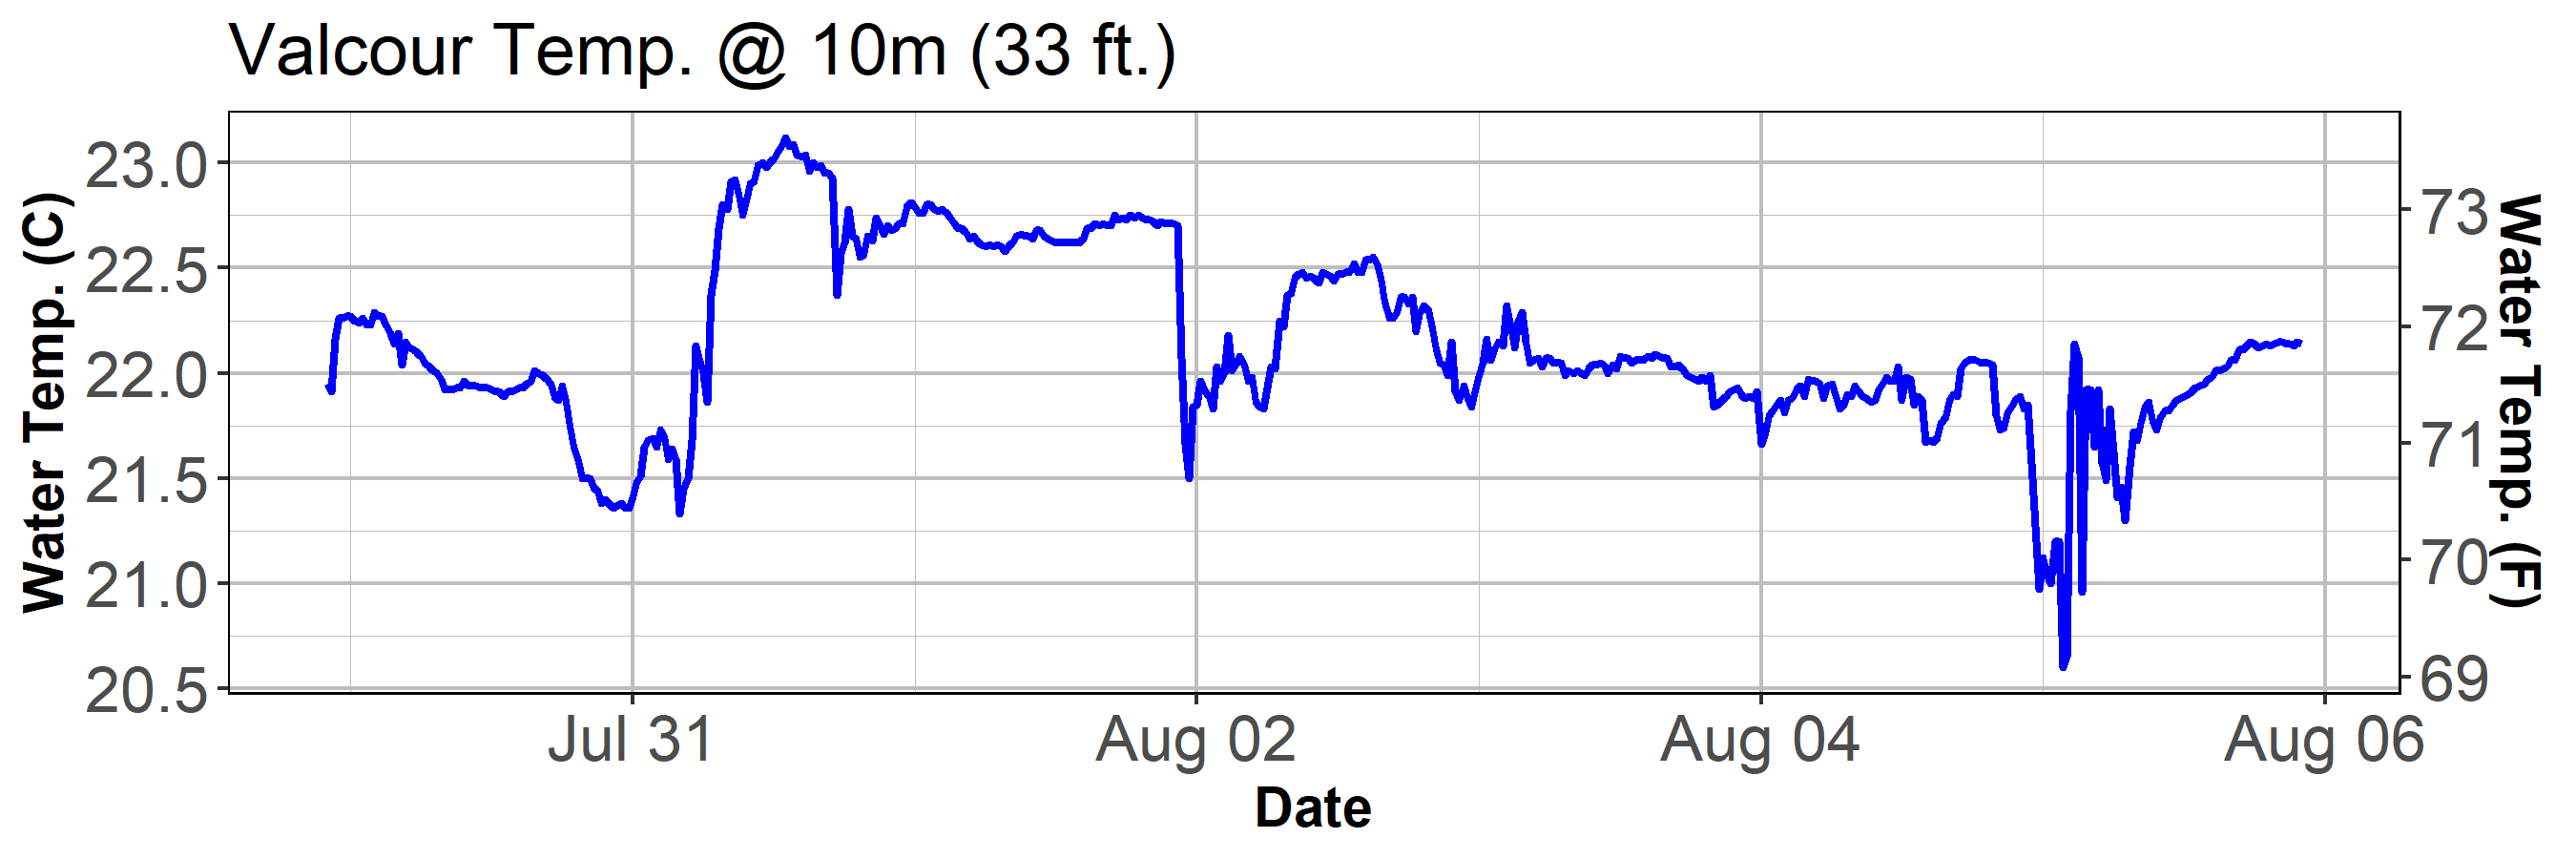 Valcour Temp. @ 10m (33 ft.)
Water Temp. (C)
23.0
22.5
22.0
21.5
21.0
20.5
73
72
71
70
69
Water Temp. (F)
Jul 31
Aug 02
Aug 04
Aug 06
Date